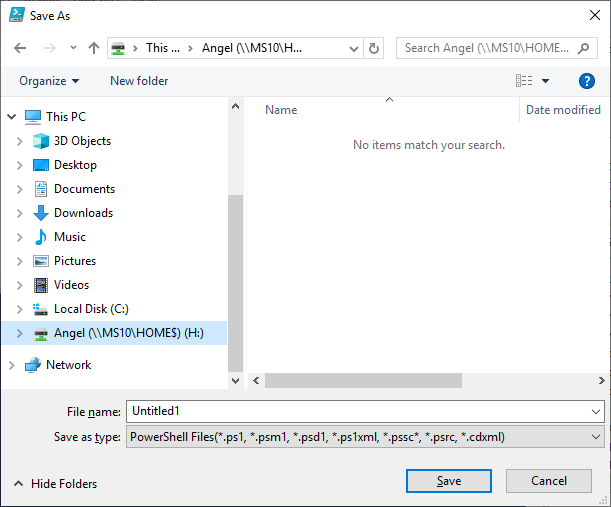 Save As
This ... Angel (\\MS10\H... Search Angel (\\MS10\HOME...
Organize New folder ?
Name Date modified
This PC
3D Objects
No items match your search.
Desktop
Documents
Downloads
Music
Pictures
Videos
Local Disk (C:)
Angel (\\MS10\HOME$) (H:)
Network
File name: Untitled1
Save as type: PowerShell Files(*.ps1, *.psm1, *.psd1, *.ps1xml, *.pssc*, *.psrc, *.cdxml)
Hide Folders Save Cancel